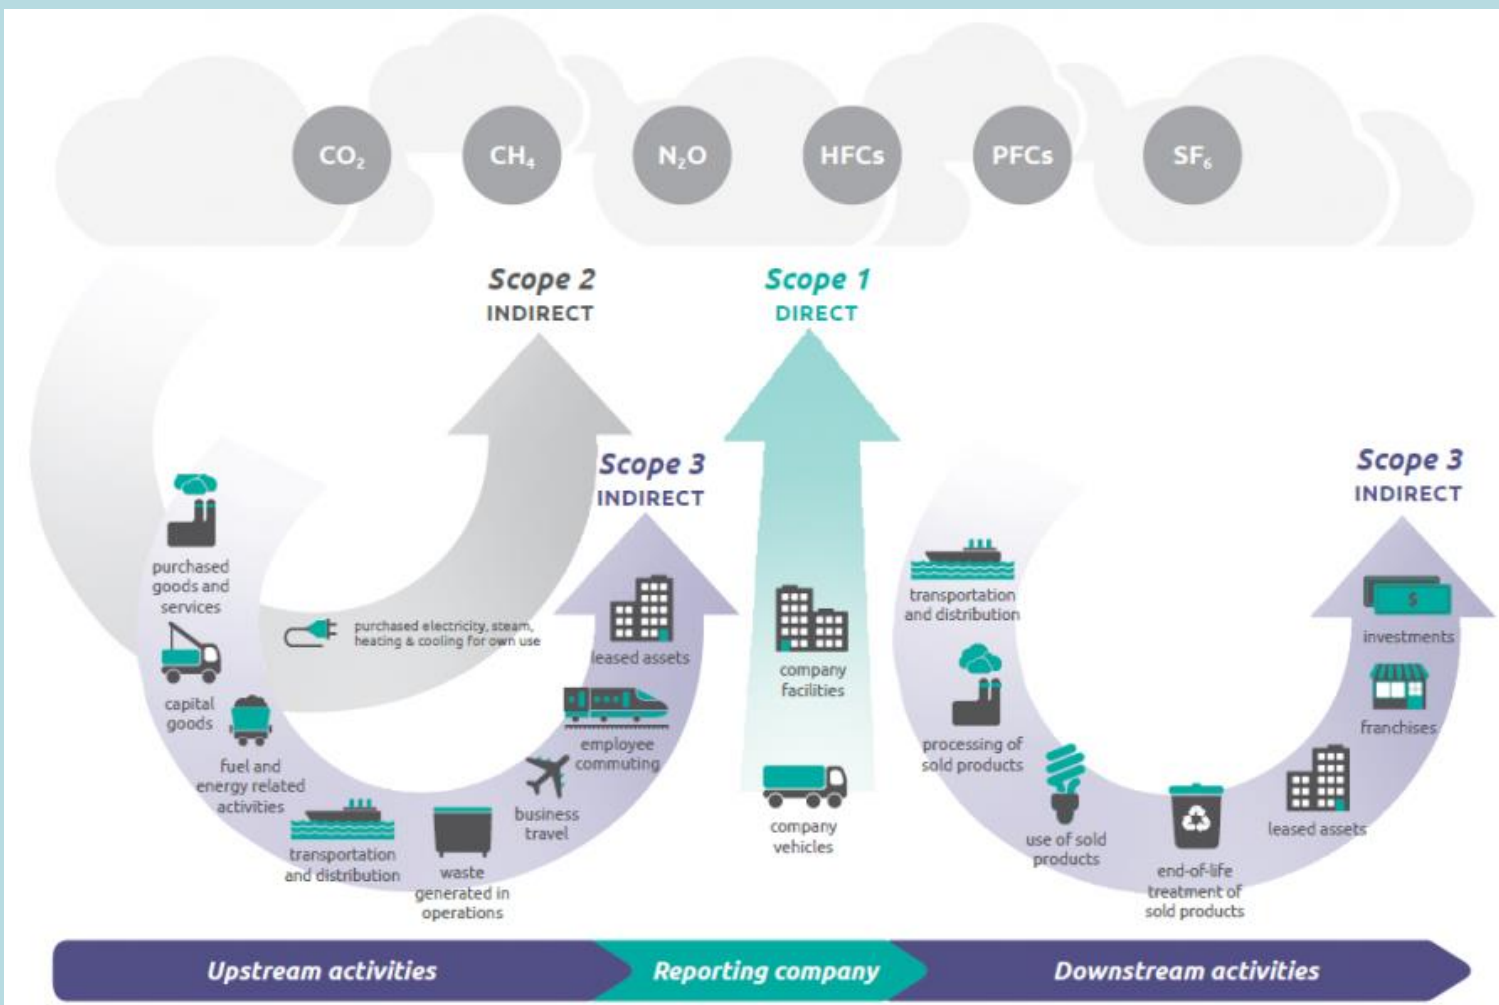 CO₂
CH₄
N₂O
HFCs
PFCs
SF₆
Scope 2
INDIRECT
Scope 1
DIRECT
Scope 3
INDIRECT
Scope 3
INDIRECT
purchased
goods and
services
capital
goods
fuel and
energy related
activities
transportation
and distribution
waste
generated in
operations
business
travel
employee
commuting
leased assets
purchased electricity, steam,
heating & cooling for own use
company
facilities
company
vehicles
transportation
and distribution
processing of
sold products
use of sold
products
end-of-life
treatment of
sold products
leased assets
franchises
$
investments
Upstream activities
Reporting company
Downstream activities